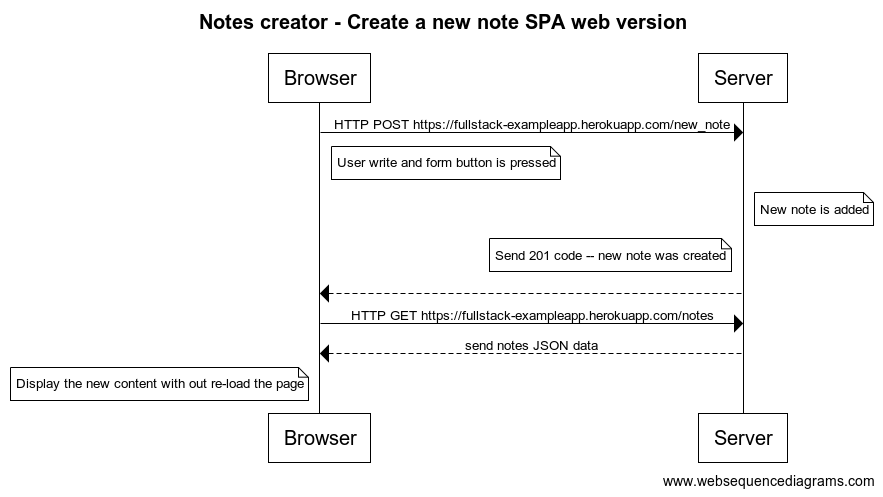 Notes creator - Create a new note SPA web version
Browser
Server
HTTP POST https://fullstack-exampleapp.herokuapp.com/new_note
User write and form button is pressed
New note is added
Send 201 code -- new note was created
HTTP GET https://fullstack-exampleapp.herokuapp.com/notes
send notes JSON data
Display the new content with out re-load the page
Browser
Server
www.websequencediagrams.com